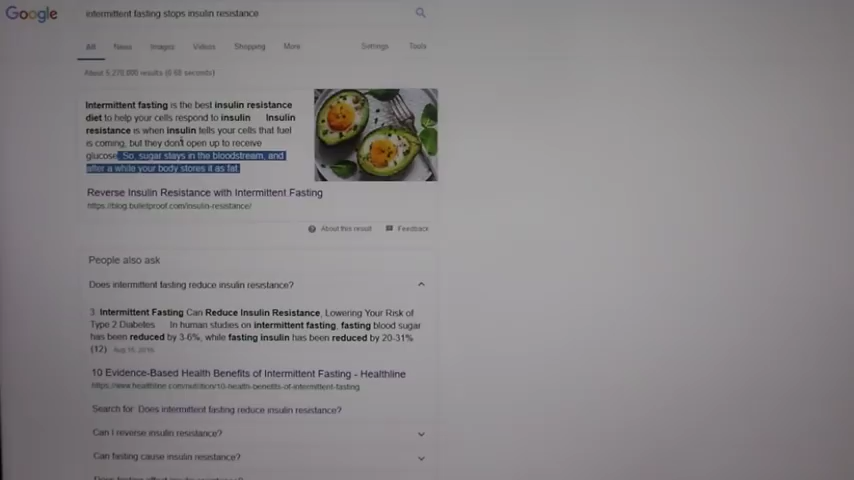 Google
intermittent fasting stops insulin resistance
All News Images Videos Shopping More Settings Tools
About 5,270,000 results
Intermittent fasting is the best insulin resistance
diet to help your cells respond to insulin Insulin
resistance is when insulin tells your cells that fuel
is coming, but they don't open up to receive
glucose. So, sugar stays in the bloodstream, and
after a while your body stores it as fat.
Reverse Insulin Resistance with Intermittent Fasting
https://blog.bulletproof.com/insulin-resistance/
About this result Feedback
People also ask
Does intermittent fasting reduce insulin resistance?
3. Intermittent Fasting Can Reduce Insulin Resistance, Lowering Your Risk of
Type 2 Diabetes In human studies on intermittent fasting, fasting blood sugar
has been reduced by 3-6%, while fasting insulin has been reduced by 20-31%
(12)
10 Evidence-Based Health Benefits of Intermittent Fasting - Healthline
https://www.healthline.com/nutrition/10-health-benefits-of-intermittent-fasting
Search for: Does intermittent fasting reduce insulin resistance?
Can I reverse insulin resistance?
Can fasting cause insulin resistance?